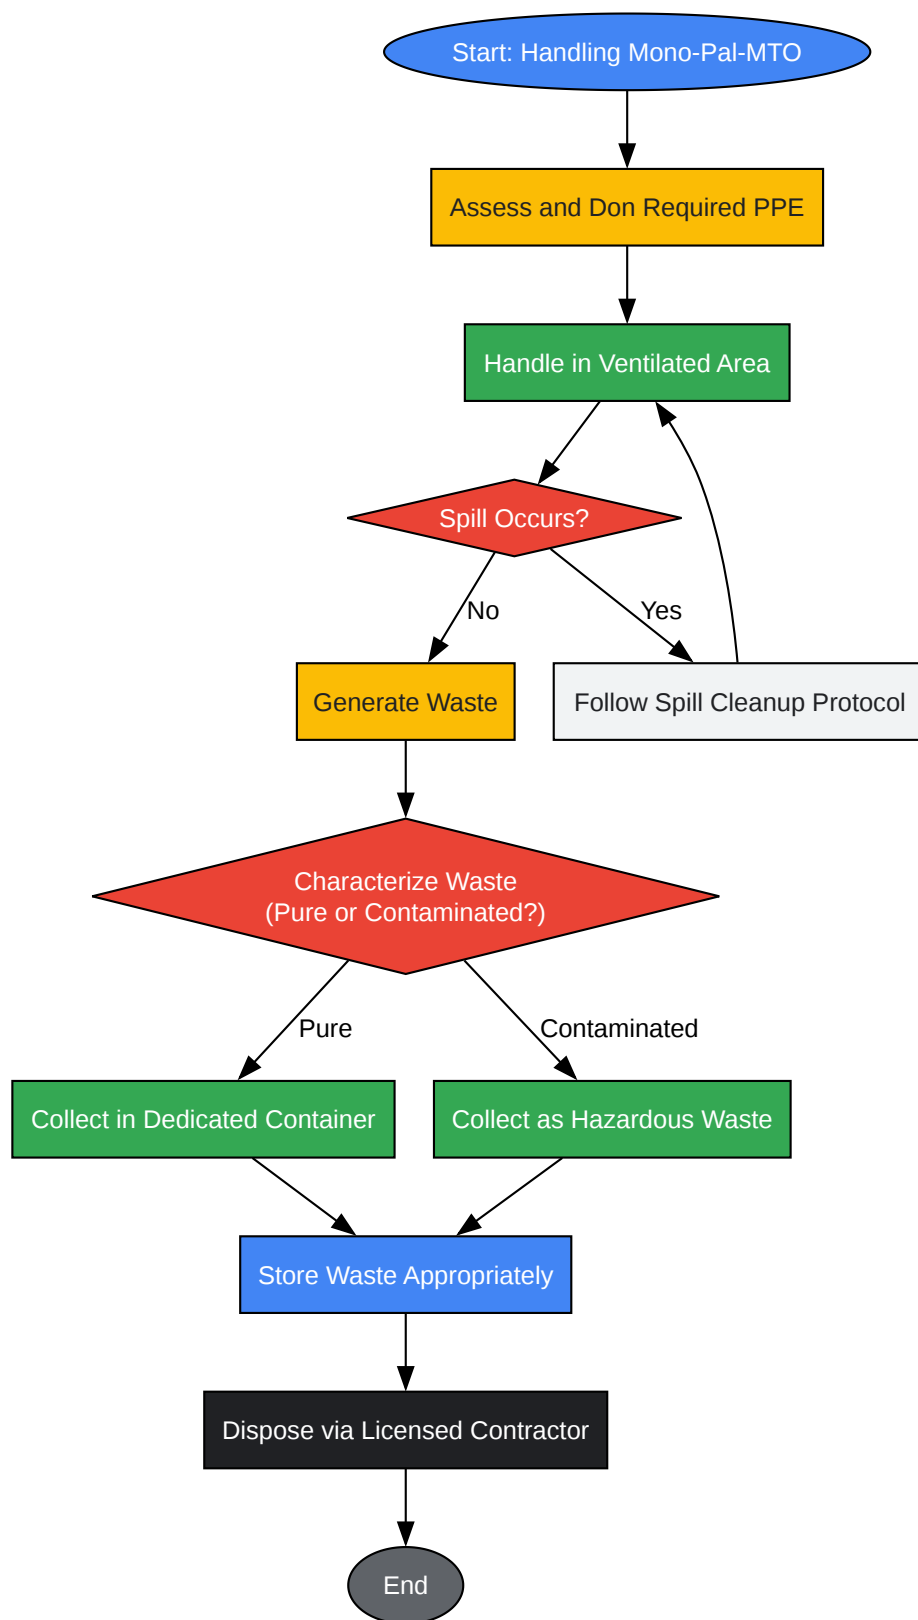 Start: Handling Mono-Pal-MTO
Assess and Don Required PPE
Handle in Ventilated Area
Spill Occurs?
No
Yes
Generate Waste
Follow Spill Cleanup Protocol
Characterize Waste
(Pure or Contaminated?)
Pure
Contaminated
Collect in Dedicated Container
Collect as Hazardous Waste
Store Waste Appropriately
Dispose via Licensed Contractor
End